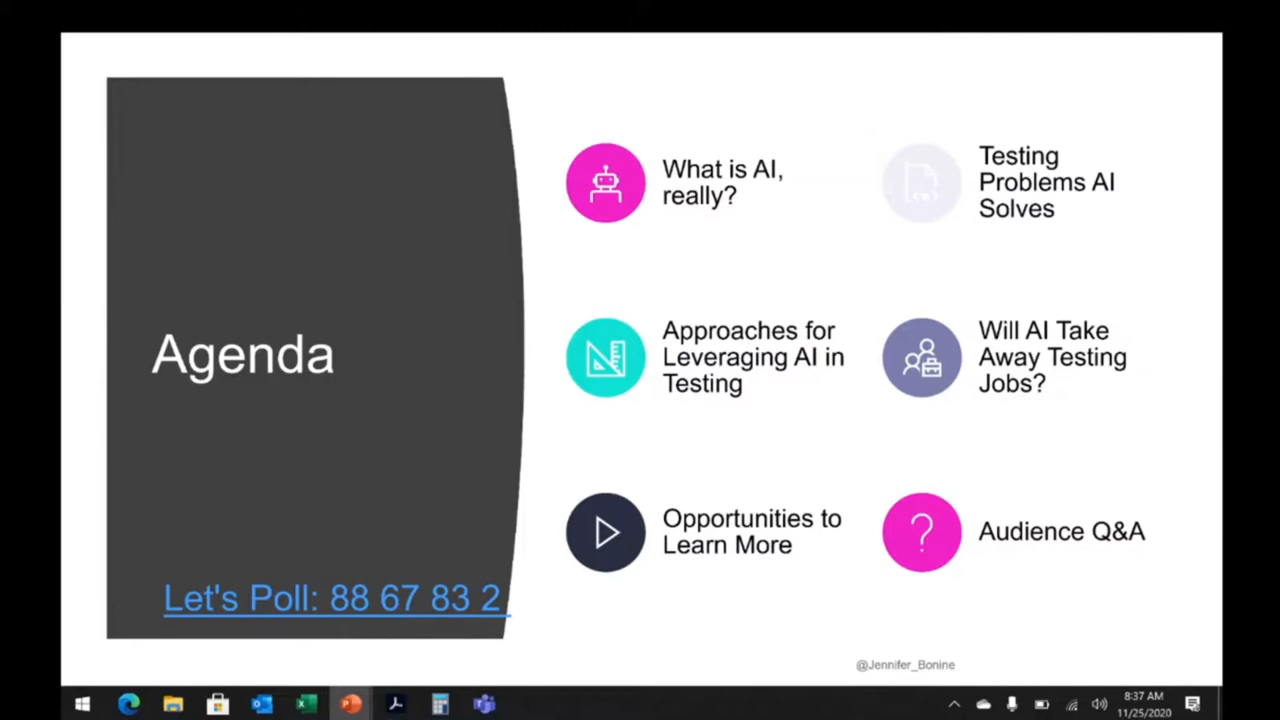 Agenda
Let's Poll: 88 67 83 2
What is AI,
really?
Testing
Problems AI
Solves
Approaches for
Leveraging AI in
Testing
Will AI Take
Away Testing
Jobs?
Opportunities to
Learn More
?
Audience Q&A
@Jennifer_Bonine
8:37 AM
11/25/2020